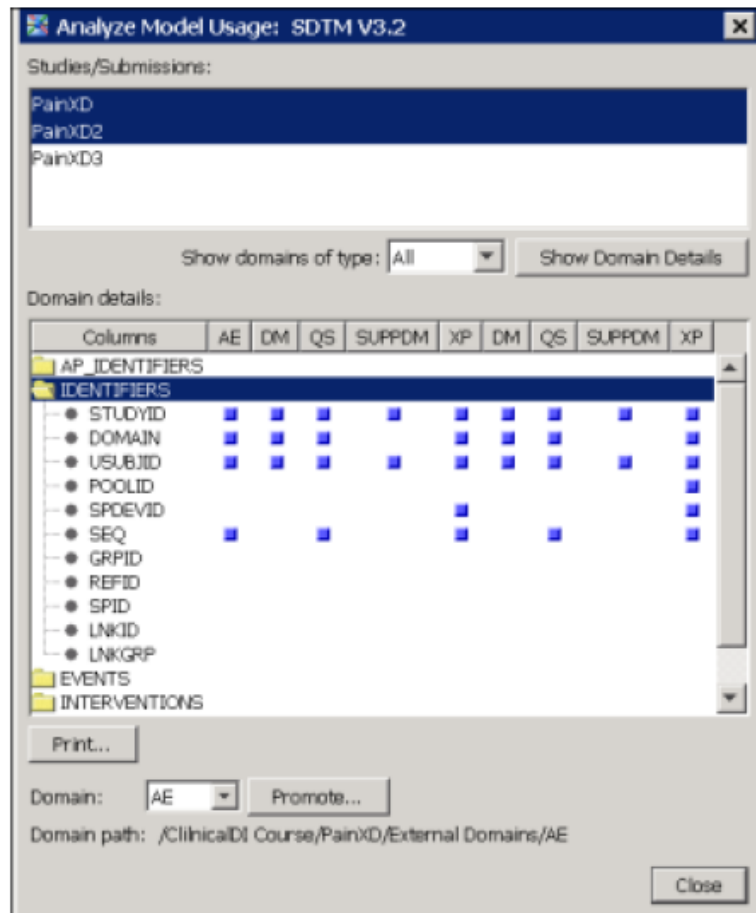 Analyze Model Usage: SDTM V3.2
Studies/Submissions:
PainXD
PainXD2
PainXD3
Show domains of type: All Show Domain Details
Domain details:
Columns AE DM QS SUPPDM XP DM QS SUPPDM XP
AP_IDENTIFIERS
IDENTIFIERS
STUDYID
DOMAIN
USUBJID
POOLID
SPDEVID
SEQ
GRPID
REFID
SPID
LNKID
LNKGRP
EVENTS
INTERVENTIONS
Print...
Domain: AE Promote...
Domain path: /ClilnicalDI Course/PainXD/External Domains/AE
Close